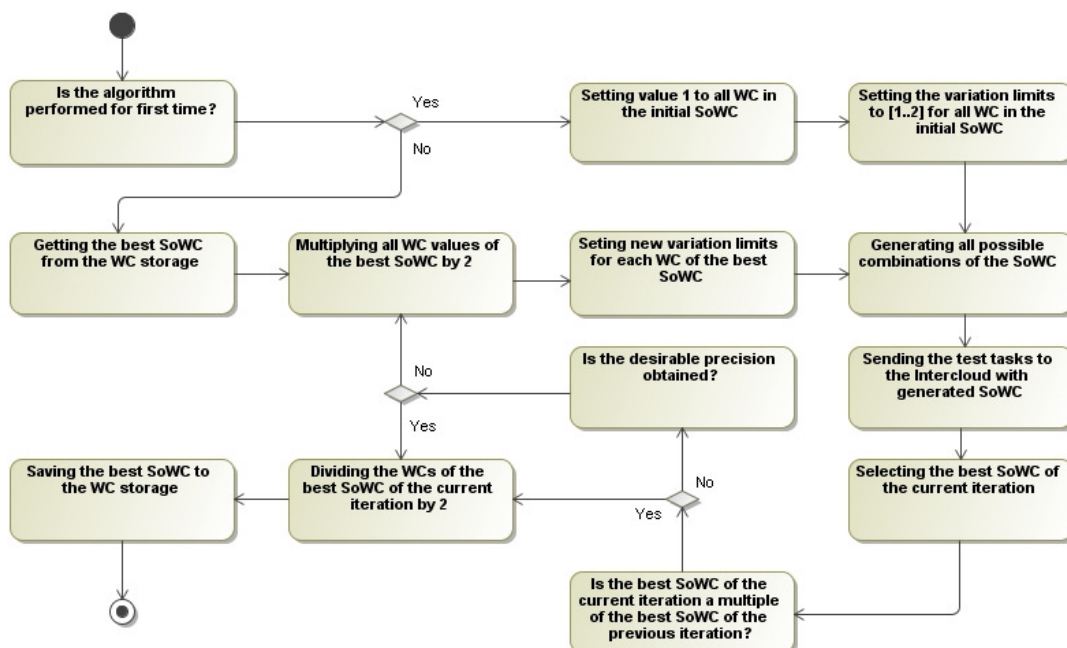 Is the algorithm
performed for first time?
Yes
No
Setting value 1 to all WC in
the initial SoWC
Setting the variation limits
to [1..2] for all WC in the
initial SoWC
Getting the best SoWC
from the WC storage
Multiplying all WC values of
the best SoWC by 2
Seting new variation limits
for each WC of the best
SoWC
Generating all possible
combinations of the SoWC
Is the desirable precision
obtained?
No
Yes
Sending the test tasks to
the Intercloud with
generated SoWC
Saving the best SoWC to
the WC storage
Dividing the WCs of the
best SoWC of the current
iteration by 2
No
Yes
Selecting the best SoWC of
the current iteration
Is the best SoWC of the
current iteration a multiple
of the best SoWC of the
previous iteration?